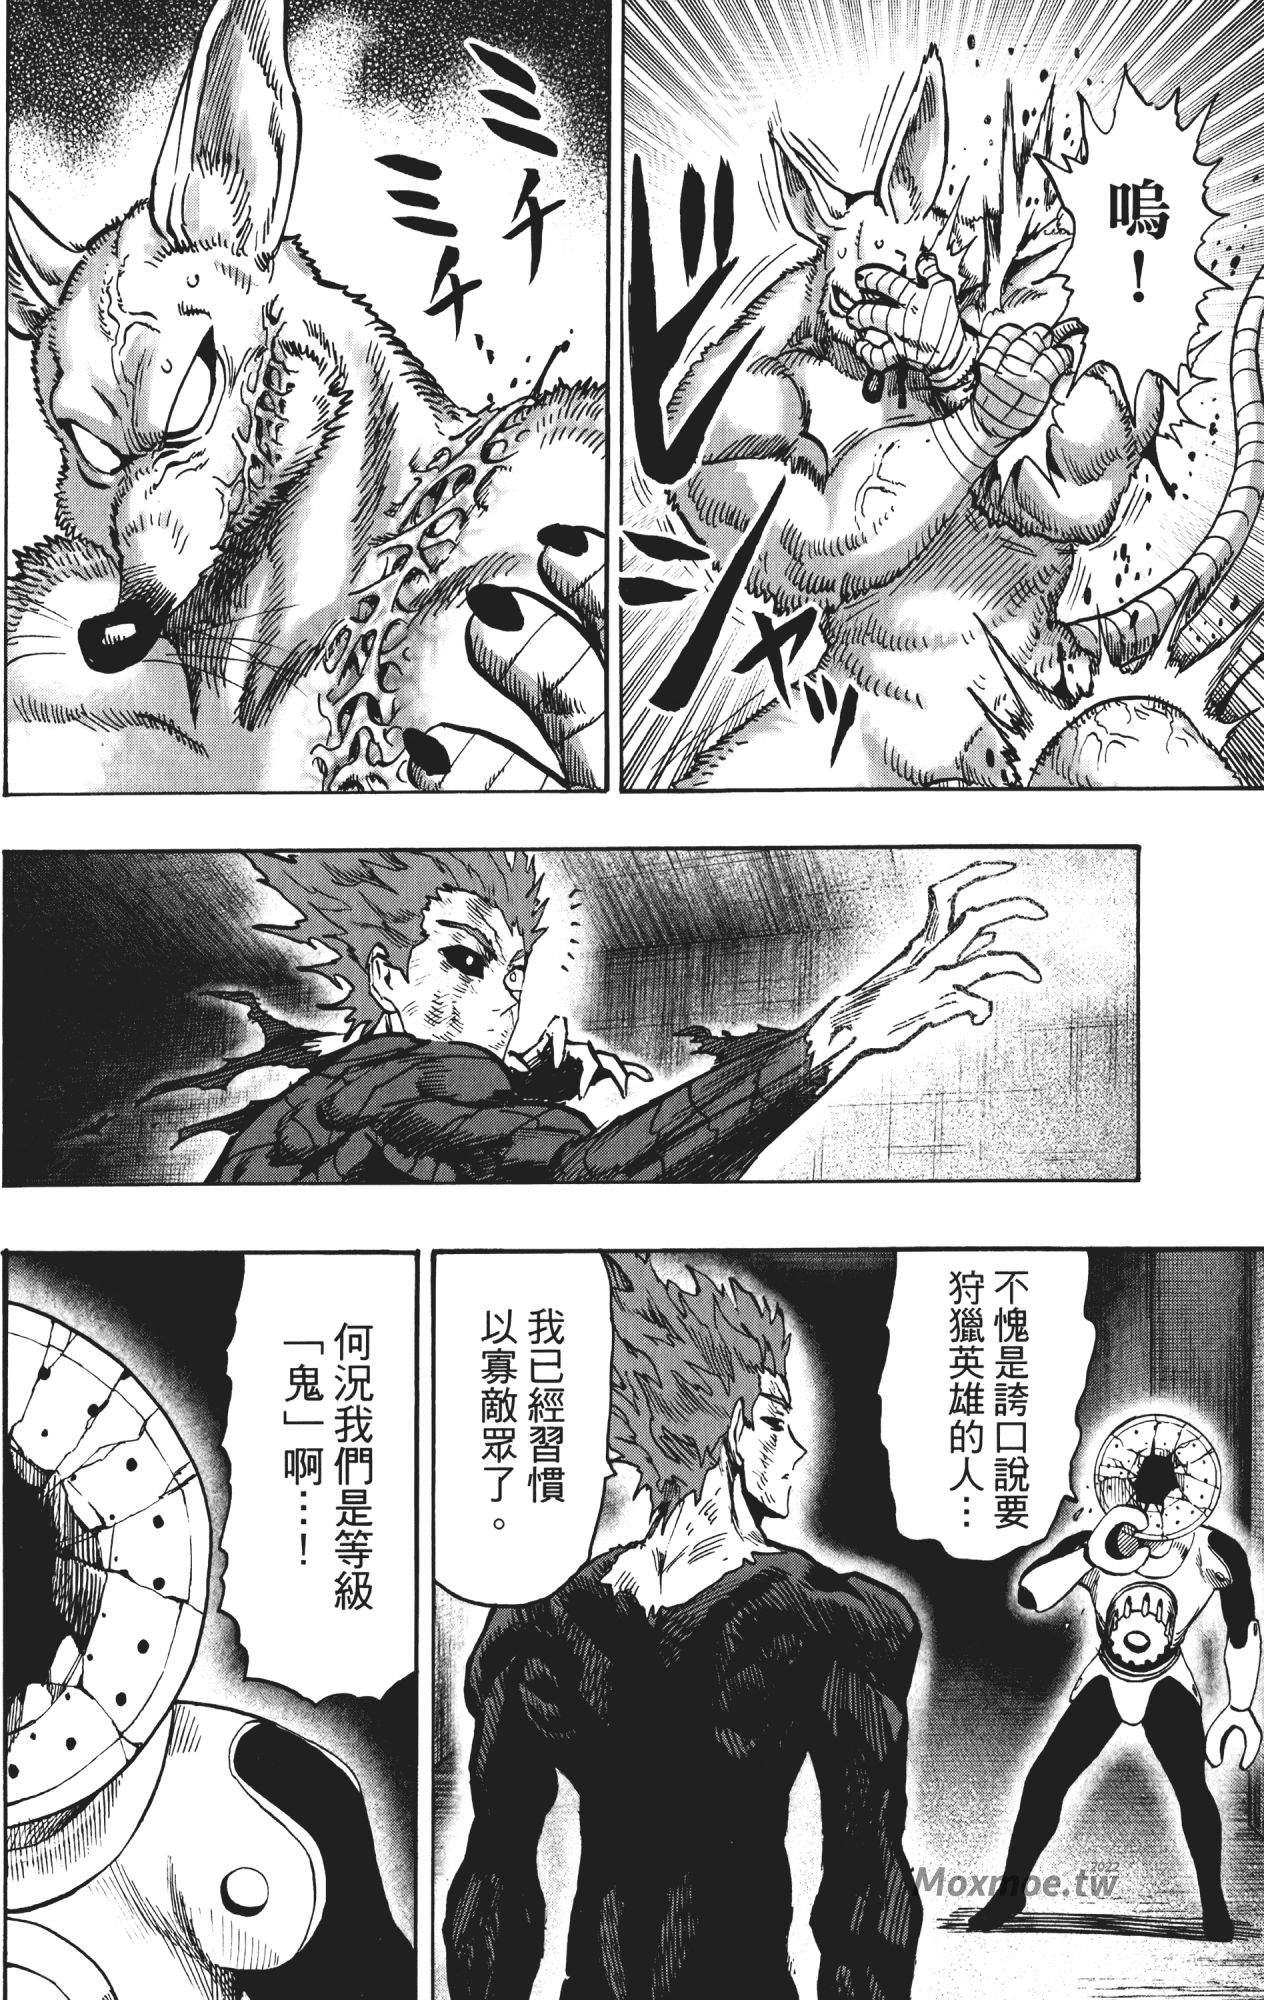 嗚！
ビシャッ
ミチ
ミチ
不愧是誇口說要
狩獵英雄的人…
我已經習慣
以寡敵眾了。
何況我們是等級
「鬼」啊……！
2022
Moxmoe.tw